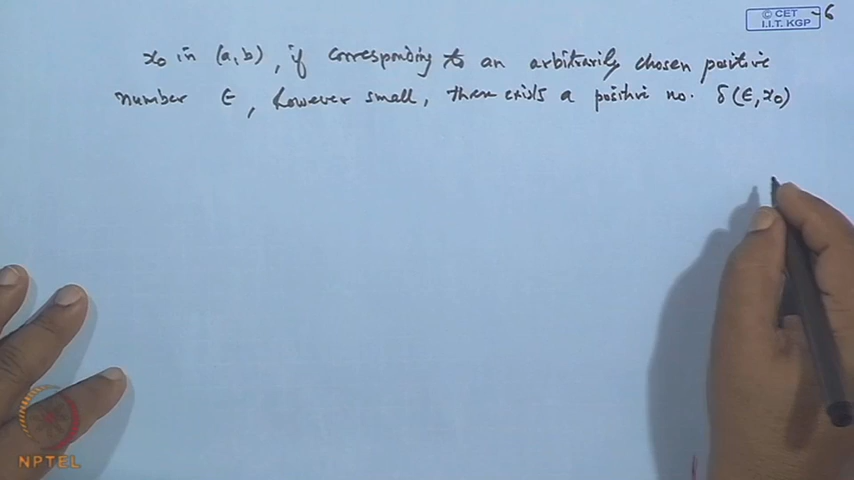 © CET
I.I.T. KGP
-6
x₀ in (a, b), if corresponding to an arbitrarily chosen positive
number ε, however small, there exists a positive no. δ(ε, x₀)
NPTEL